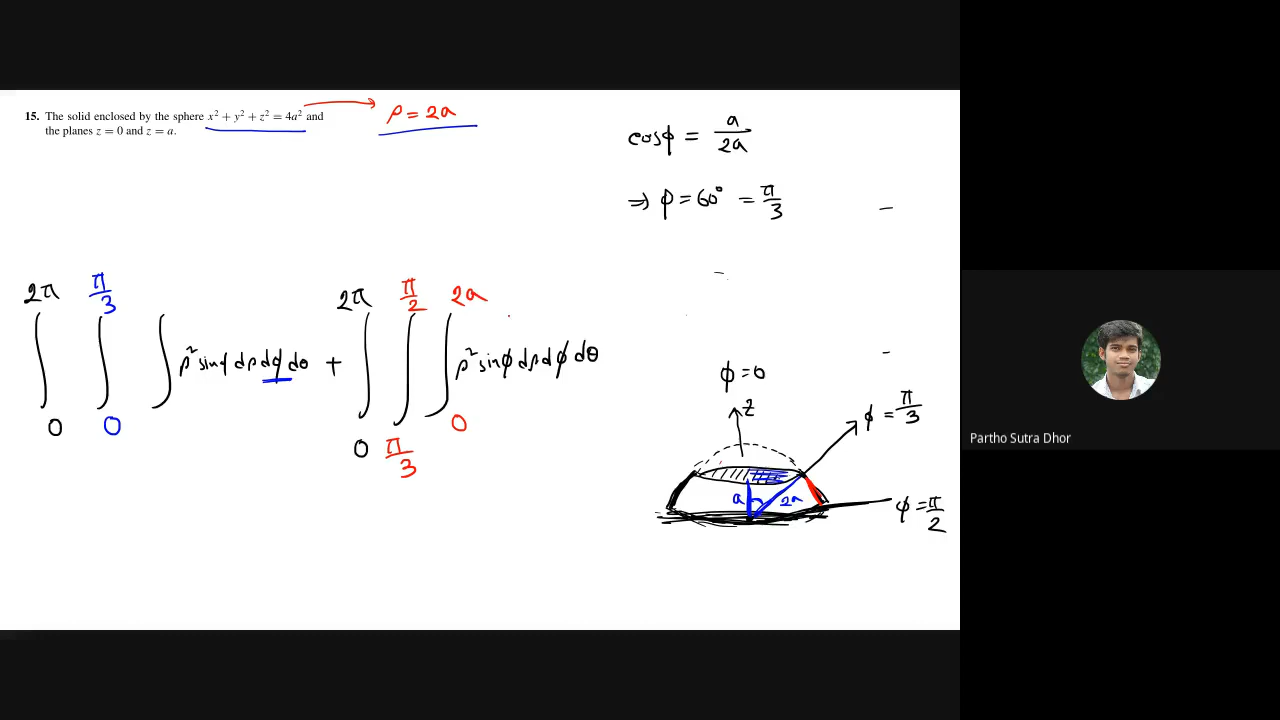 15. The solid enclosed by the sphere x² + y² + z² = 4a² and
the planes z = 0 and z = a.
ρ = 2a
cosϕ = a/2a
⇒ ϕ = 60° = π/3
∫₀^{2π} ∫₀^{π/3} ∫ ρ² sinϕ dρ dϕ dθ + ∫₀^{2π} ∫_{π/3}^{π/2} ∫₀^{2a} ρ² sinϕ dρ dϕ dθ
ϕ = 0
z
ϕ = π/3
a
2a
ϕ = π/2
Partho Sutra Dhor